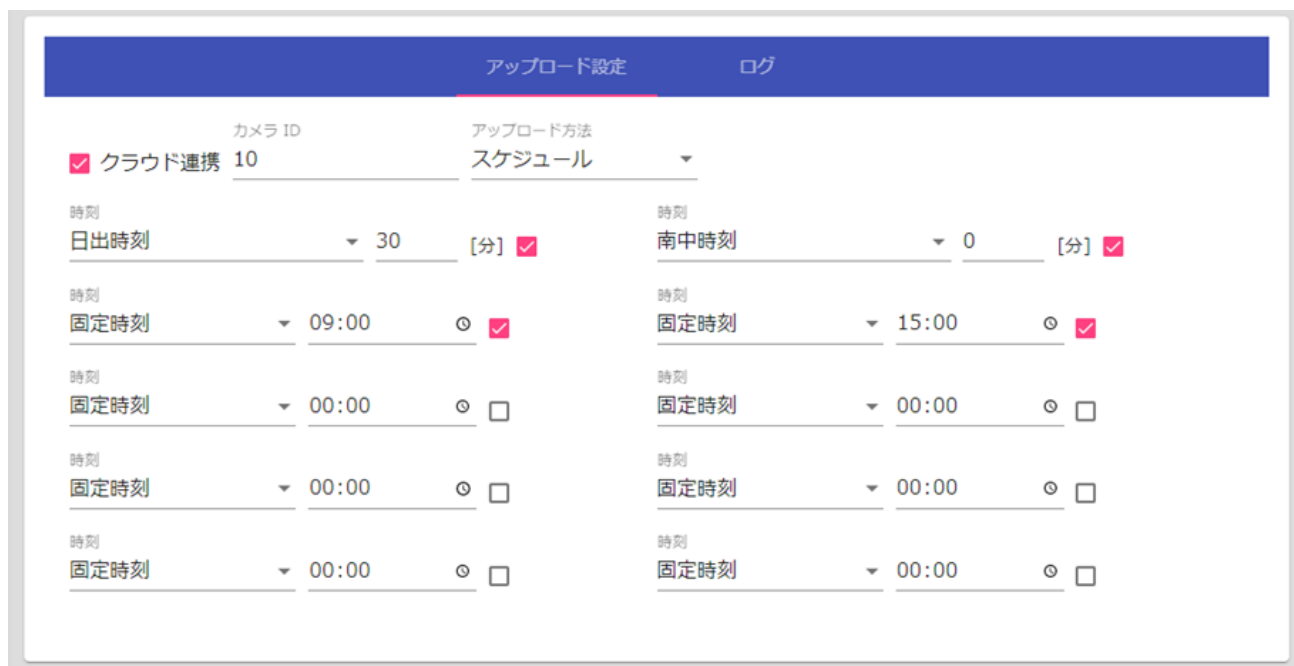 アップロード設定 ログ
カメラ ID アップロード方法
クラウド連携 10 スケジュール
時刻 時刻
日出時刻 30 [分] 南中時刻 0 [分]
時刻 時刻
固定時刻 09:00 固定時刻 15:00
時刻 時刻
固定時刻 00:00 固定時刻 00:00
時刻 時刻
固定時刻 00:00 固定時刻 00:00
時刻 時刻
固定時刻 00:00 固定時刻 00:00